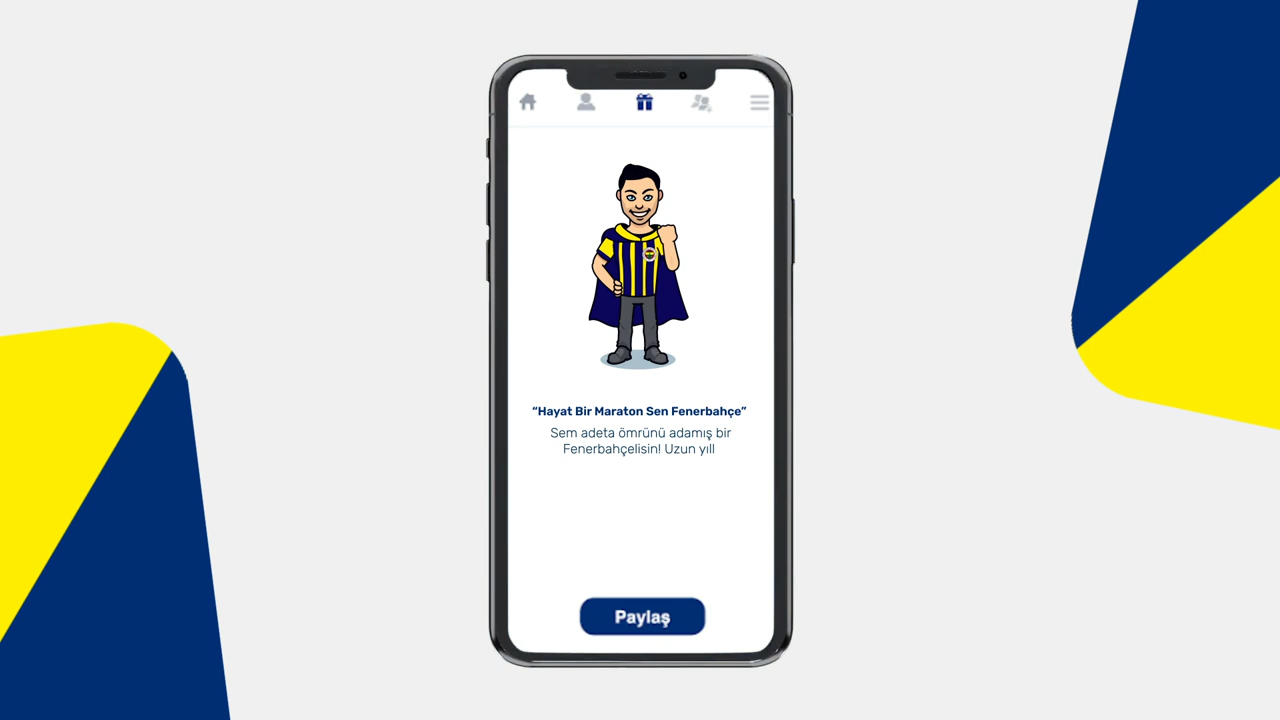 “Hayat Bir Maraton Sen Fenerbahçe”
Sem adeta ömrünü adamış bir
Fenerbahçelisin! Uzun yıll
Paylaş